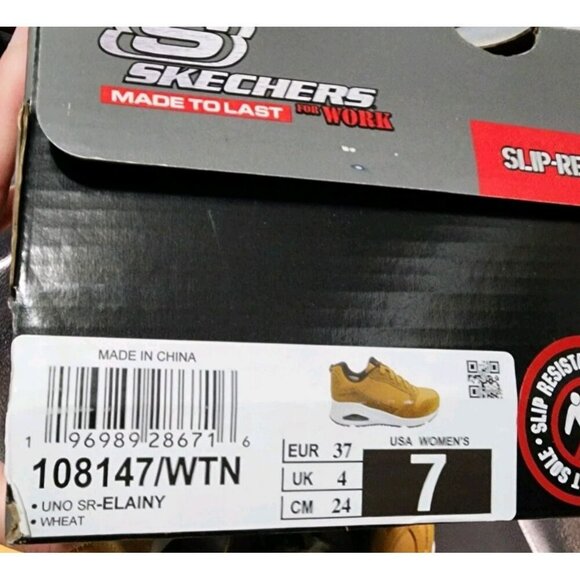 S
SKECHERS
MADE TO LAST FOR WORK
SLIP-RE
MADE IN CHINA
1 96989 28671 6
108147/WTN
• UNO SR-ELAINY
• WHEAT
EUR 37
UK 4
CM 24
USA WOMEN'S
7
• SLIP RESISTA
T SOLE •